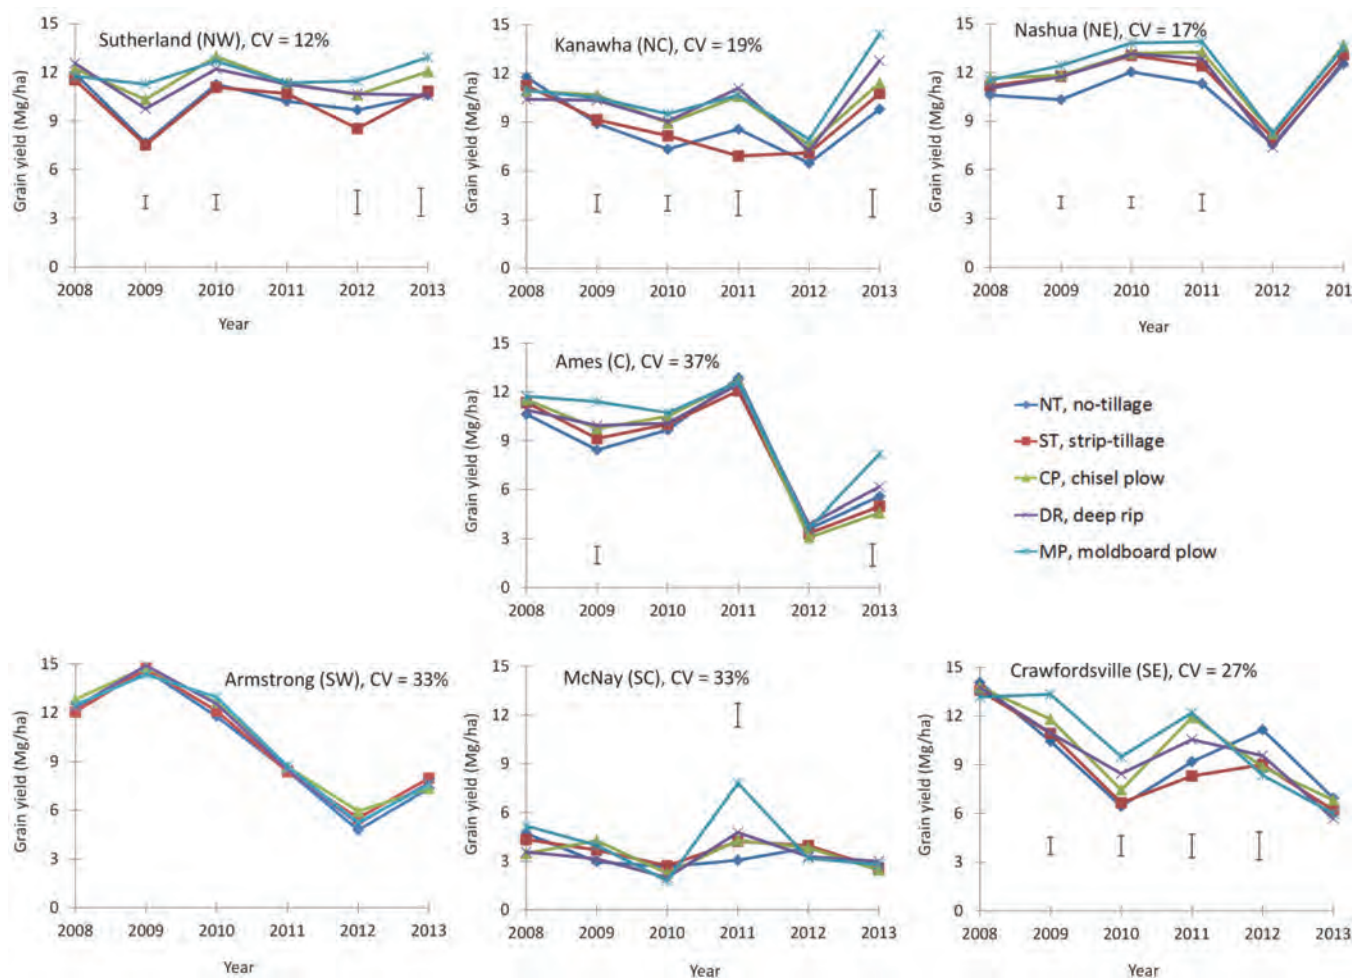 Sutherland (NW), CV = 12%
Grain yield (Mg/ha)
15
12
9
6
3
0
2008 2009 2010 2011 2012 2013
Year
Kanawha (NC), CV = 19%
Grain yield (Mg/ha)
15
12
9
6
3
0
2008 2009 2010 2011 2012 2013
Year
Nashua (NE), CV = 17%
Grain yield (Mg/ha)
15
12
9
6
3
0
2008 2009 2010 2011 2012 201
Year
Ames (C), CV = 37%
Grain yield (Mg/ha)
15
12
9
6
3
0
2008 2009 2010 2011 2012 2013
NT, no-tillage
ST, strip-tillage
CP, chisel plow
DR, deep rip
MP, moldboard plow
Armstrong (SW), CV = 33%
Grain yield (Mg/ha)
15
12
9
6
3
0
2008 2009 2010 2011 2012 2013
Year
McNay (SC), CV = 33%
Grain yield (Mg/ha)
15
12
9
6
3
0
2008 2009 2010 2011 2012 2013
Year
Crawfordsville (SE), CV = 27%
Grain yield (Mg/ha)
15
12
9
6
3
0
2008 2009 2010 2011 2012 2013
Year